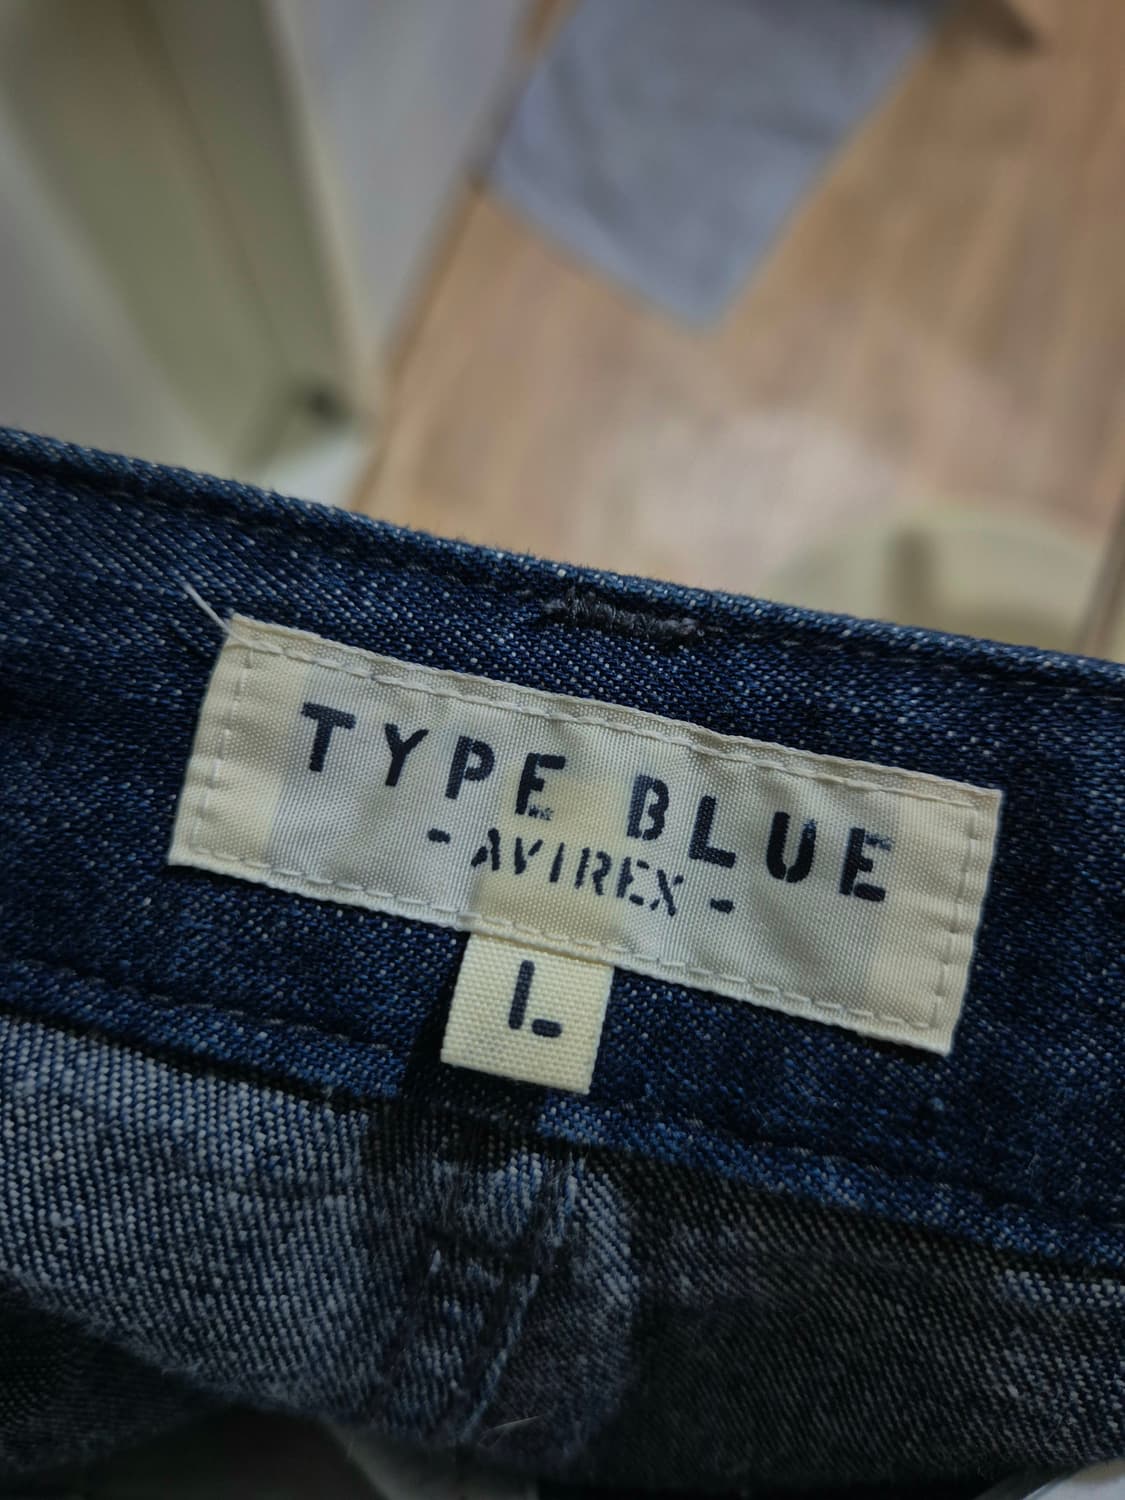 TYPE BLUE
- AVIREX -
L